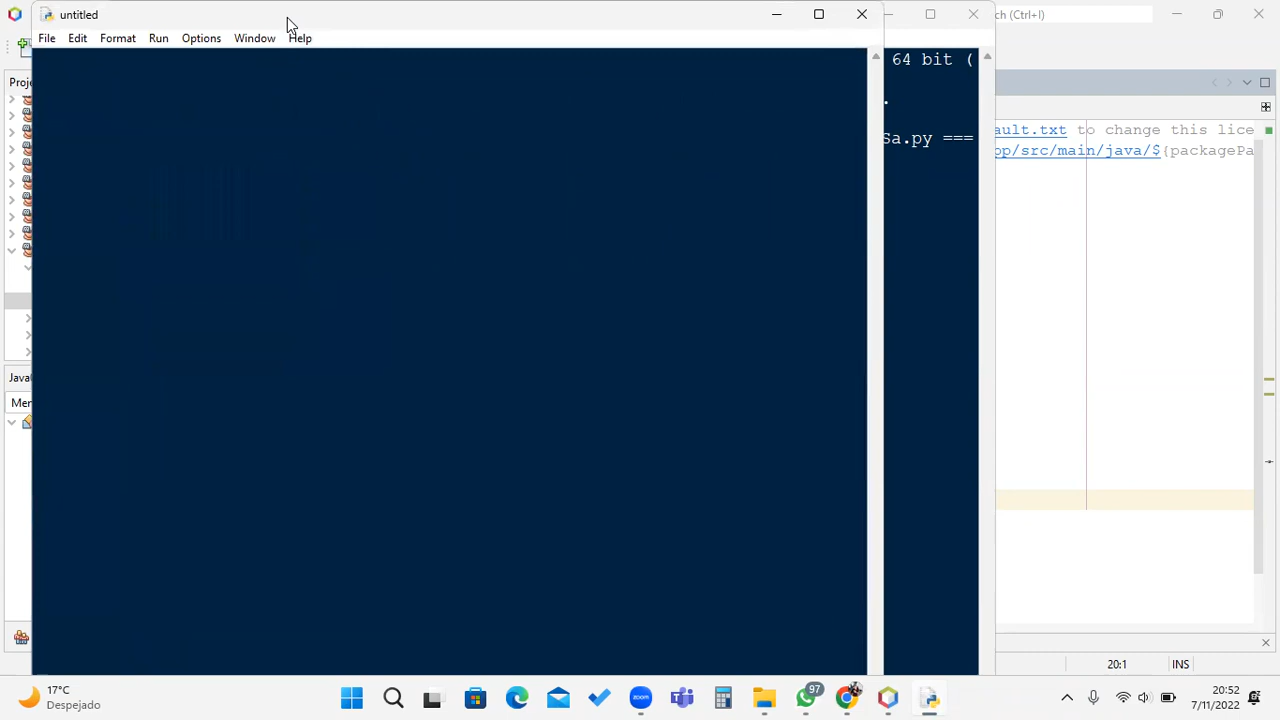 untitled
ch (Ctrl+I)
File Edit Format Run Options Window Help
64 bit (
Proj
.
ault.txt to change this lice
Sa.py ===
op/src/main/java/${packagePa
Java
Mer
20:1 INS
17°C
Despejado
97
zoom
20:52
7/11/2022